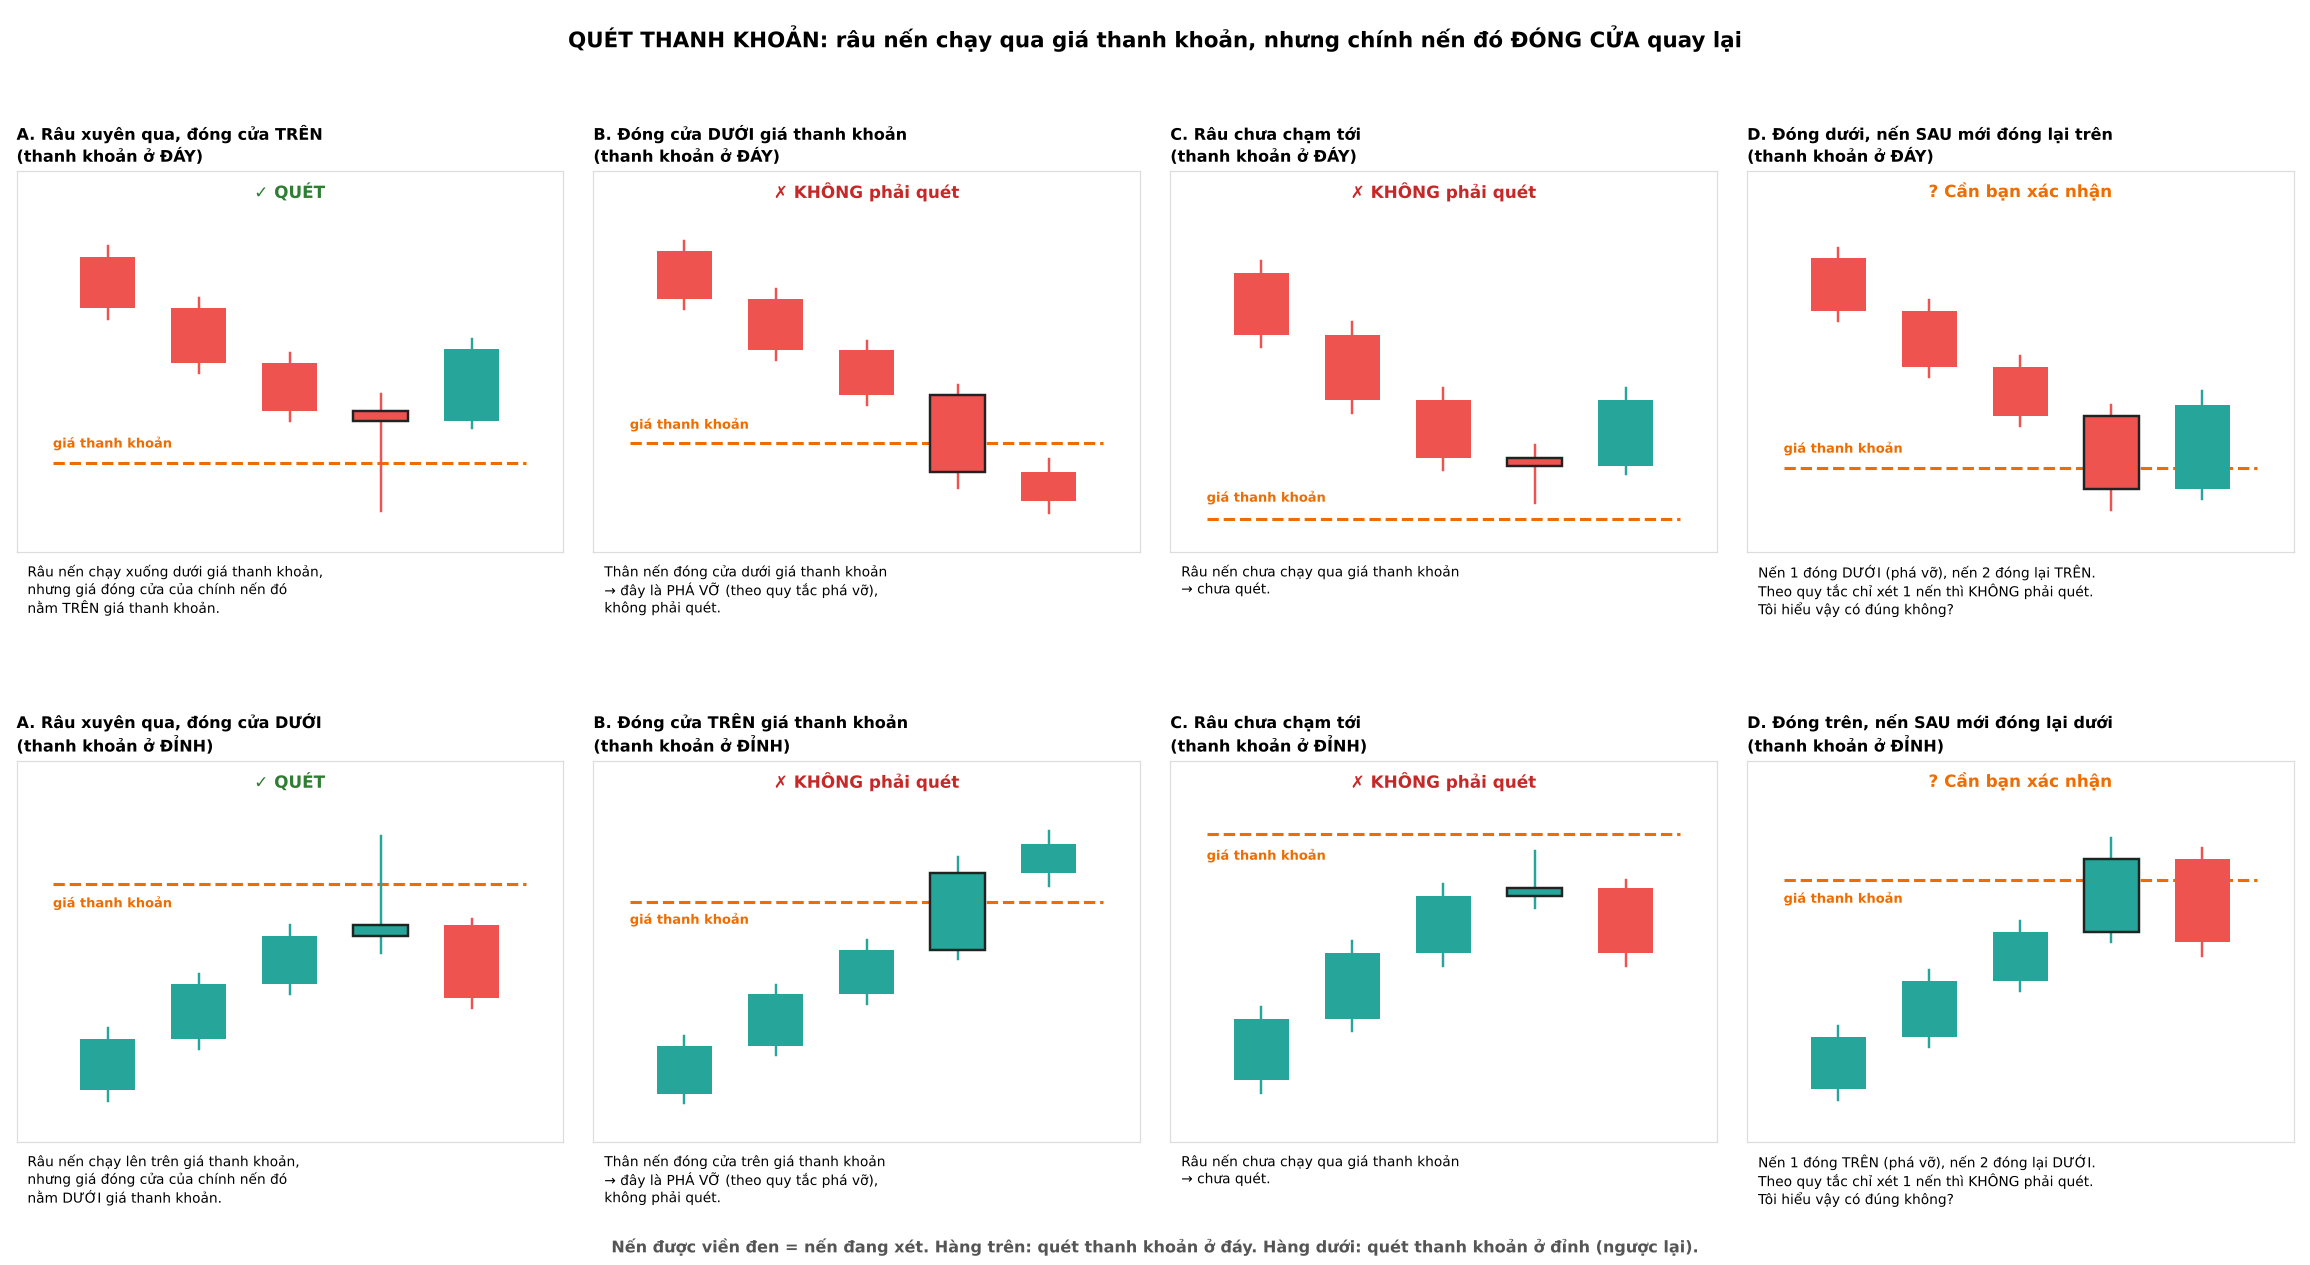 QUÉT THANH KHOẢN: râu nến chạy qua giá thanh khoản, nhưng chính nến đó ĐÓNG CỬA quay lại
A. Râu xuyên qua, đóng cửa TRÊN
(thanh khoản ở ĐÁY)
✓ QUÉT
giá thanh khoản
Râu nến chạy xuống dưới giá thanh khoản,
nhưng giá đóng cửa của chính nến đó
nằm TRÊN giá thanh khoản.
B. Đóng cửa DƯỚI giá thanh khoản
(thanh khoản ở ĐÁY)
✗ KHÔNG phải quét
giá thanh khoản
Thân nến đóng cửa dưới giá thanh khoản
→ đây là PHÁ VỠ (theo quy tắc phá vỡ),
không phải quét.
C. Râu chưa chạm tới
(thanh khoản ở ĐÁY)
✗ KHÔNG phải quét
giá thanh khoản
Râu nến chưa chạy qua giá thanh khoản
→ chưa quét.
D. Đóng dưới, nến SAU mới đóng lại trên
(thanh khoản ở ĐÁY)
? Cần bạn xác nhận
giá thanh khoản
Nến 1 đóng DƯỚI (phá vỡ), nến 2 đóng lại TRÊN.
Theo quy tắc chỉ xét 1 nến thì KHÔNG phải quét.
Tôi hiểu vậy có đúng không?
A. Râu xuyên qua, đóng cửa DƯỚI
(thanh khoản ở ĐỈNH)
✓ QUÉT
giá thanh khoản
Râu nến chạy lên trên giá thanh khoản,
nhưng giá đóng cửa của chính nến đó
nằm DƯỚI giá thanh khoản.
B. Đóng cửa TRÊN giá thanh khoản
(thanh khoản ở ĐỈNH)
✗ KHÔNG phải quét
giá thanh khoản
Thân nến đóng cửa trên giá thanh khoản
→ đây là PHÁ VỠ (theo quy tắc phá vỡ),
không phải quét.
C. Râu chưa chạm tới
(thanh khoản ở ĐỈNH)
✗ KHÔNG phải quét
giá thanh khoản
Râu nến chưa chạy qua giá thanh khoản
→ chưa quét.
D. Đóng trên, nến SAU mới đóng lại dưới
(thanh khoản ở ĐỈNH)
? Cần bạn xác nhận
giá thanh khoản
Nến 1 đóng TRÊN (phá vỡ), nến 2 đóng lại DƯỚI.
Theo quy tắc chỉ xét 1 nến thì KHÔNG phải quét.
Tôi hiểu vậy có đúng không?
Nến được viền đen = nến đang xét. Hàng trên: quét thanh khoản ở đáy. Hàng dưới: quét thanh khoản ở đỉnh (ngược lại).